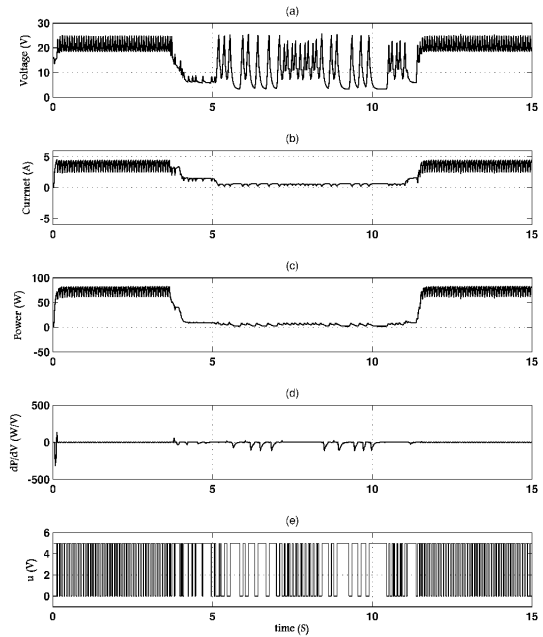 (a)
30
20
10
0
Voltage (V)
0 5 10 15
(b)
5
0
-5
Currnet (A)
0 5 10 15
(c)
100
50
0
-50
Power (W)
0 5 10 15
(d)
500
0
-500
dP/dV (W/V)
0 5 10 15
(e)
6
4
2
0
u (V)
0 5 10 15
time (S)